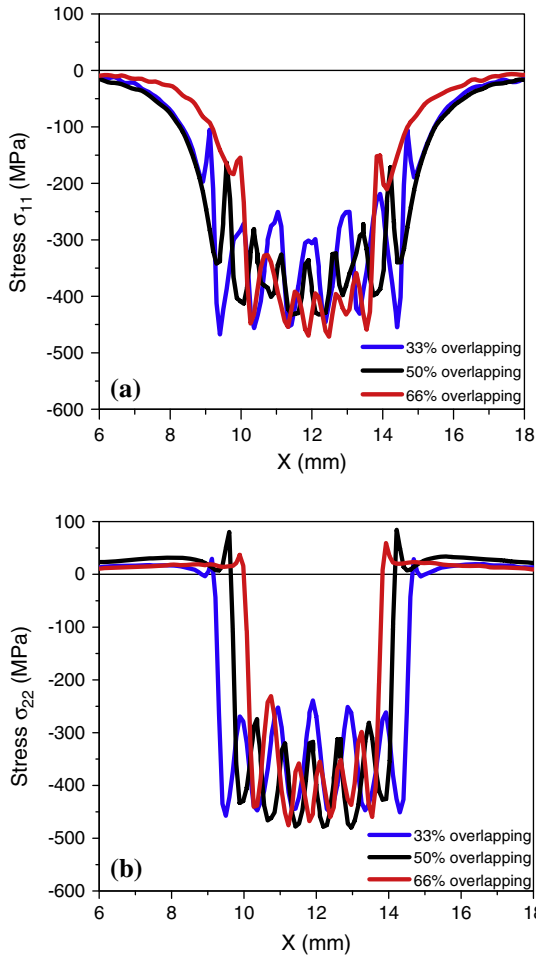 100
0
-100
-200
-300
-400
-500
-600
Stress σ11 (MPa)
33% overlapping
50% overlapping
66% overlapping
(a)
6 8 10 12 14 16 18
X (mm)
100
0
-100
-200
-300
-400
-500
-600
Stress σ22 (MPa)
33% overlapping
50% overlapping
66% overlapping
(b)
6 8 10 12 14 16 18
X (mm)